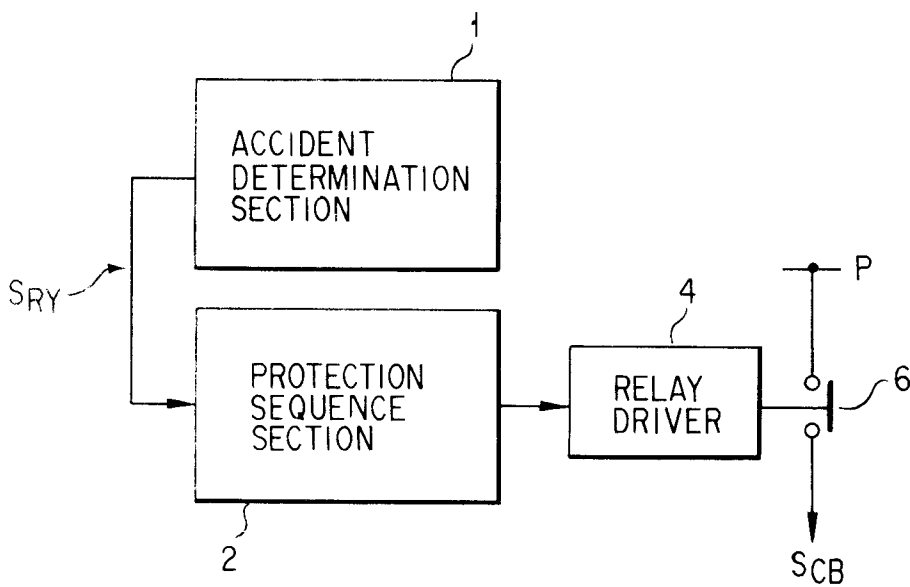 1
ACCIDENT
DETERMINATION
SECTION
SRY
PROTECTION
SEQUENCE
SECTION
2
4
RELAY
DRIVER
P
6
SCB